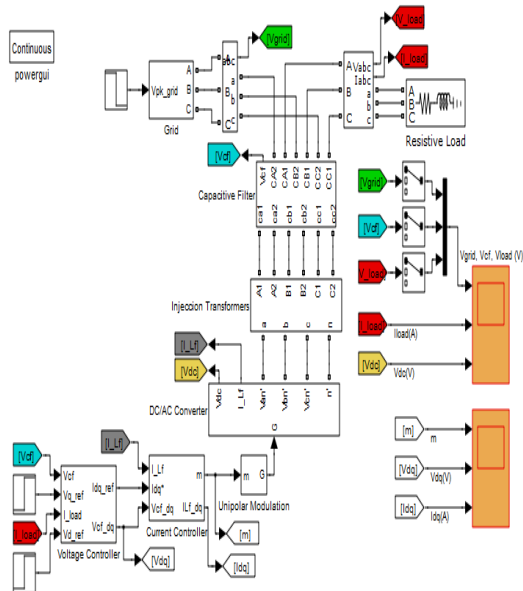 Continuous
powergui
Vpk_grid
A
B
C
Grid
A
B
C
abc
a
b
c
[Vgrid]
[V_load]
[I_load]
A
B
C
Vabc
Iabc
a
b
c
A
B
C
Resistive Load
[Vcf]
Vcf
CA2
CA1
CB2
CB1
CC2
CC1
Capacitive Filter
ca1
ca2
cb1
cb2
cc1
cc2
[Vgrid]
[Vcf]
V_load]
Vgrid, Vcf, Vload (V)
[I_load]
Iload(A)
[Vdc]
Vdc(V)
A1
A2
B1
B2
C1
C2
Injeccion Transformers
a
b
c
n
[I_Lf]
[Vdc]
Vdc
I_Lf
Van'
Vbn'
Vcn'
n'
DC/AC Converter
G
[m]
m
[Vdq]
Vdq(V)
[Idq]
Idq(A)
[I_Lf]
[Vcf]
Vcf
Vq_ref
I_load
Vd_ref
Idq_ref
Vcf_dq
[I_load]
Voltage Controller
I_Lf
Idq*
Vcf_dq
m
ILf_dq
Current Controller
m
G
Unipolar Modulation
[m]
[Vdq]
[Idq]